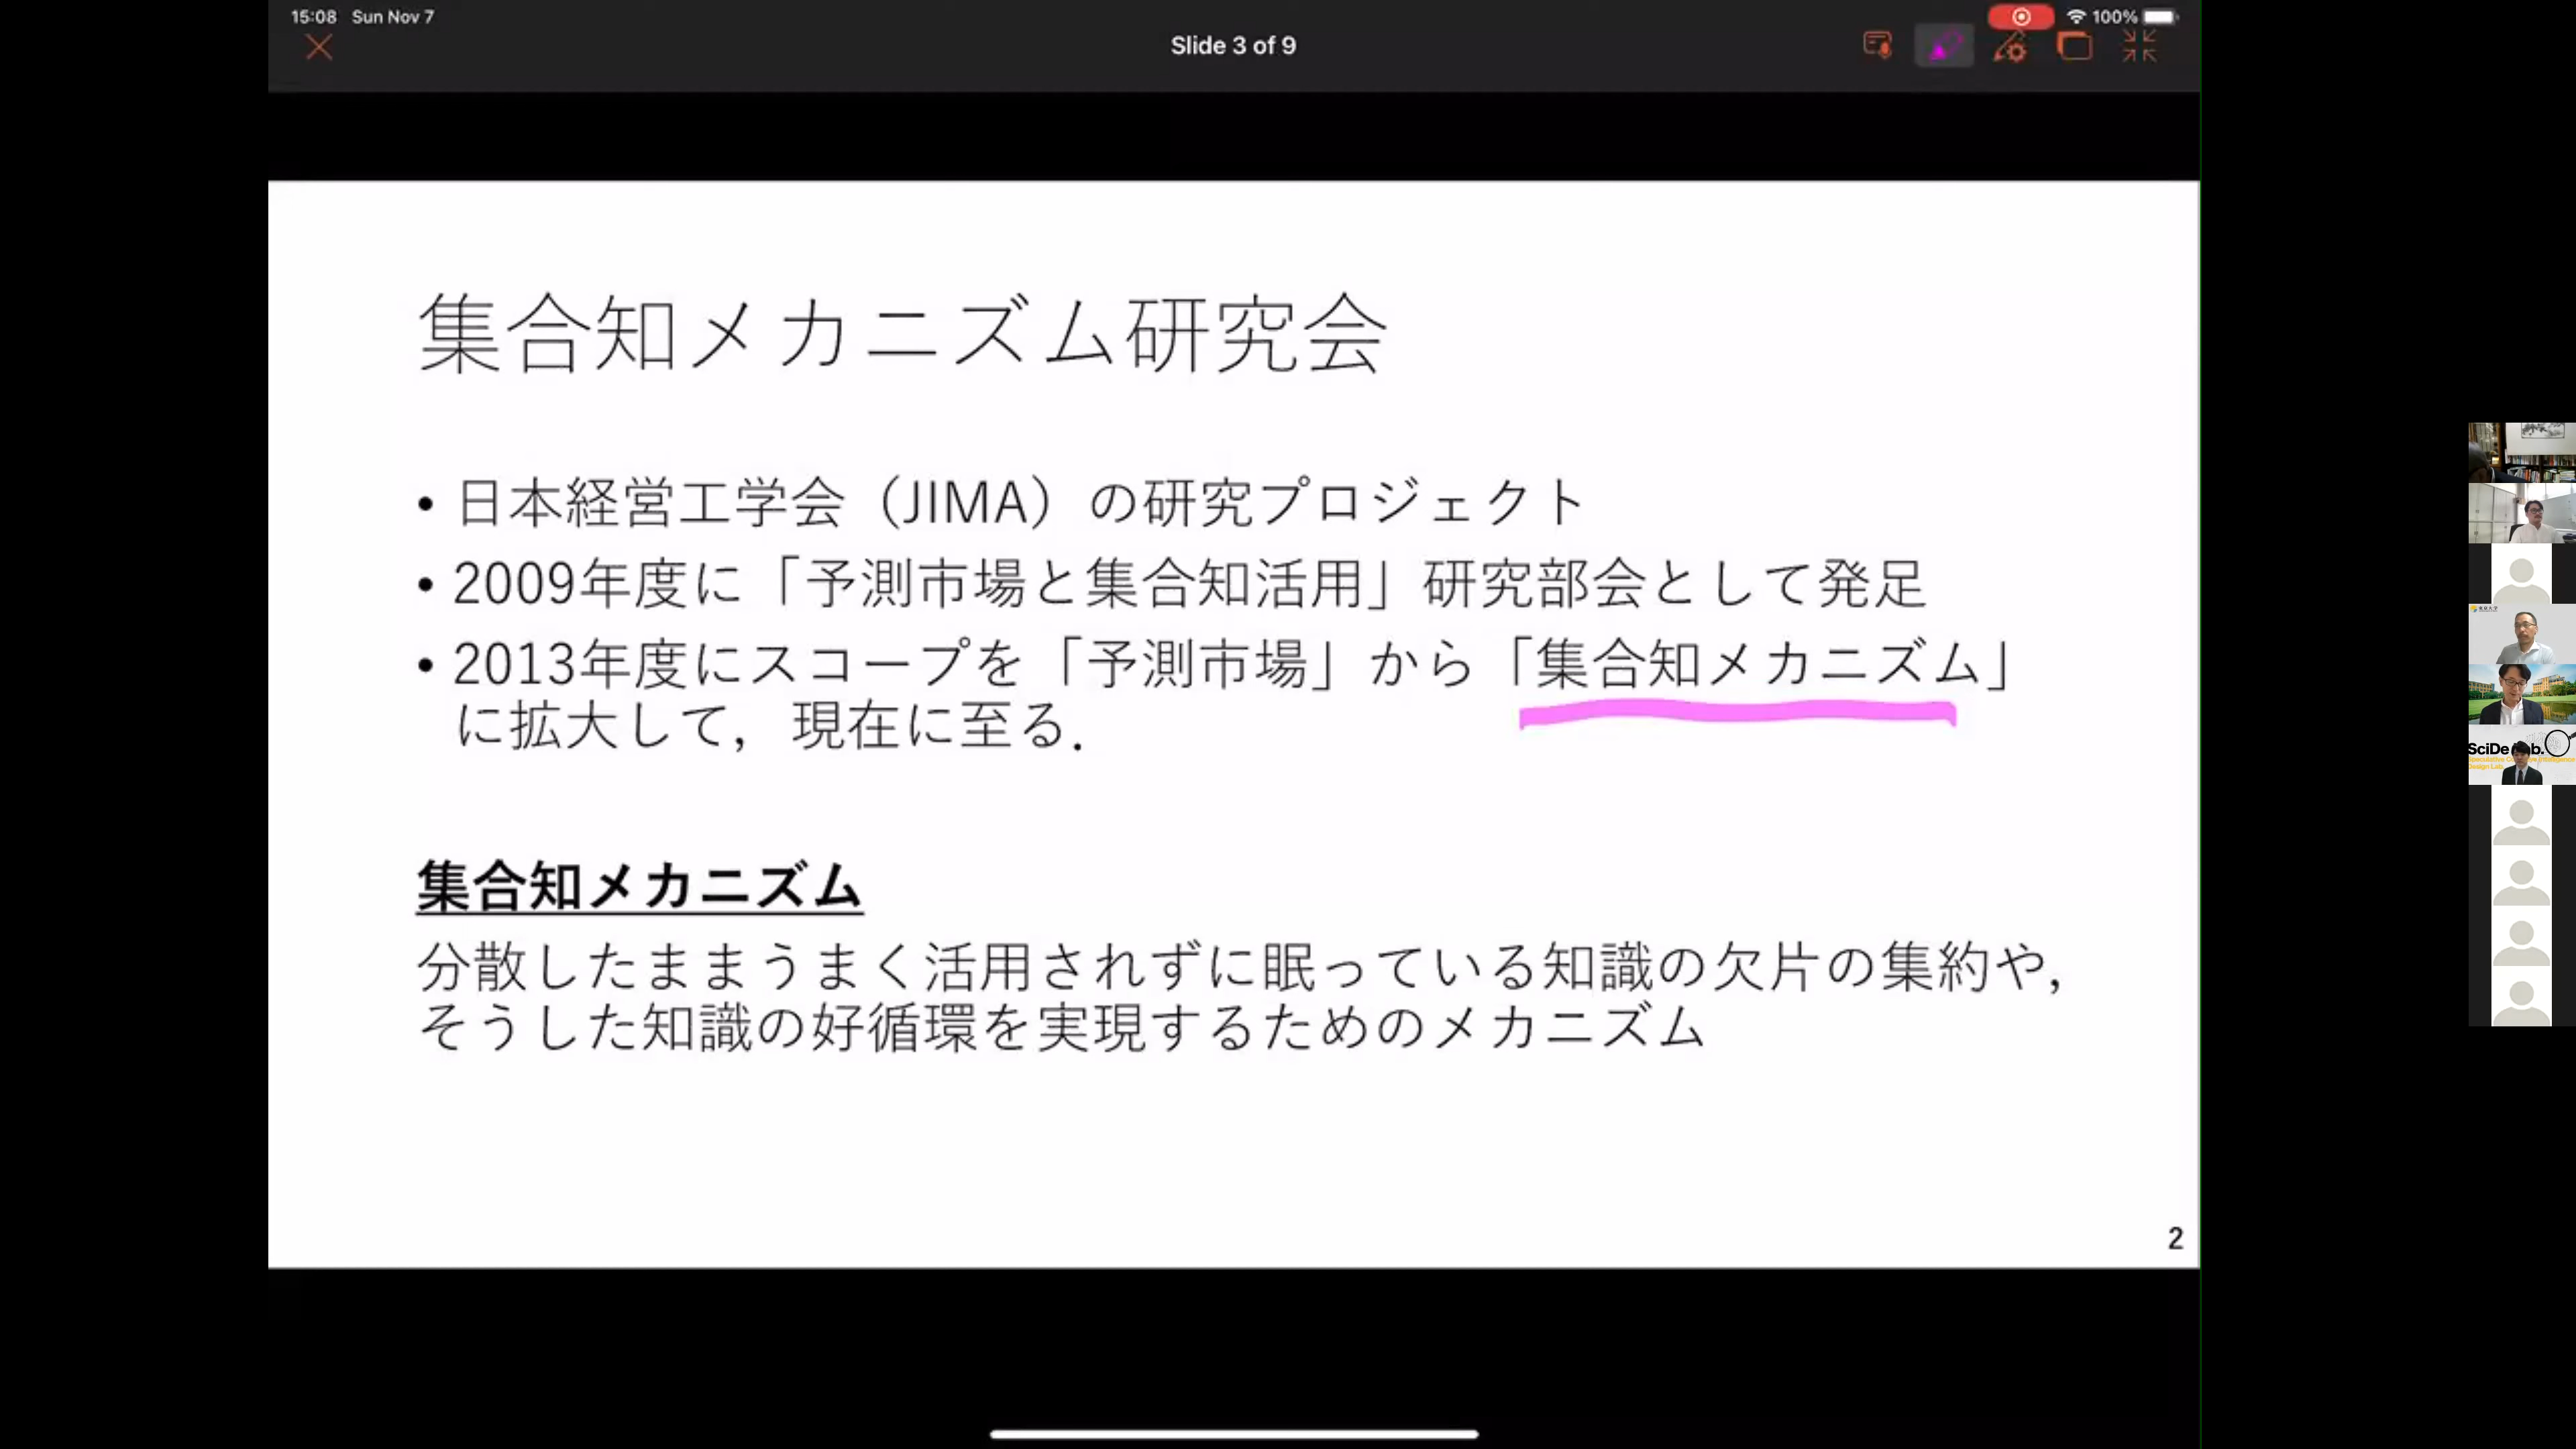 15:08 Sun Nov 7
100%
Slide 3 of 9
集合知メカニズム研究会
• 日本経営工学会（JIMA）の研究プロジェクト
• 2009年度に「予測市場と集合知活用」研究部会として発足
• 2013年度にスコープを「予測市場」から「集合知メカニズム」
に拡大して，現在に至る．
集合知メカニズム
分散したままうまく活用されずに眠っている知識の欠片の集約や，
そうした知識の好循環を実現するためのメカニズム
2
SciDe
Design Lab